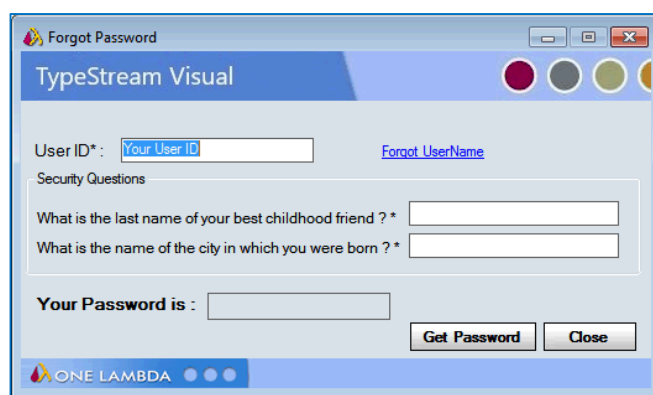 Forgot Password
TypeStream Visual
User ID* : Your User ID Forgot UserName
Security Questions
What is the last name of your best childhood friend ? *
What is the name of the city in which you were born ? *
Your Password is :
Get Password Close
ONE LAMBDA